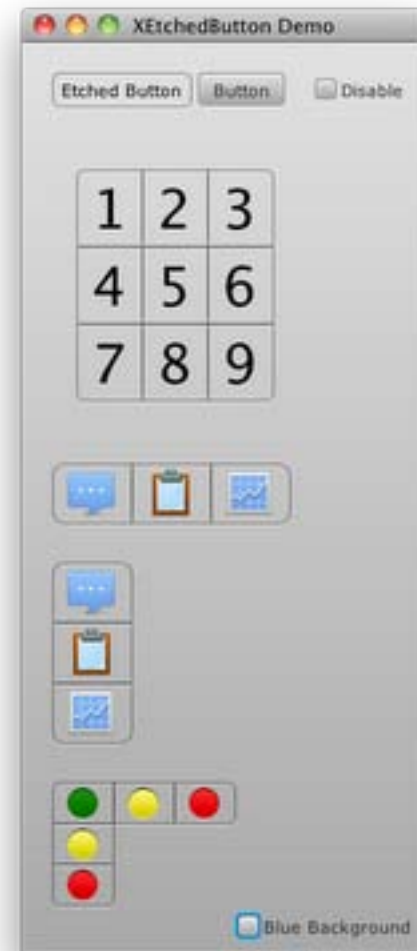 XEtchedButton Demo
Etched Button Button Disable
1 2 3
4 5 6
7 8 9
Blue Background